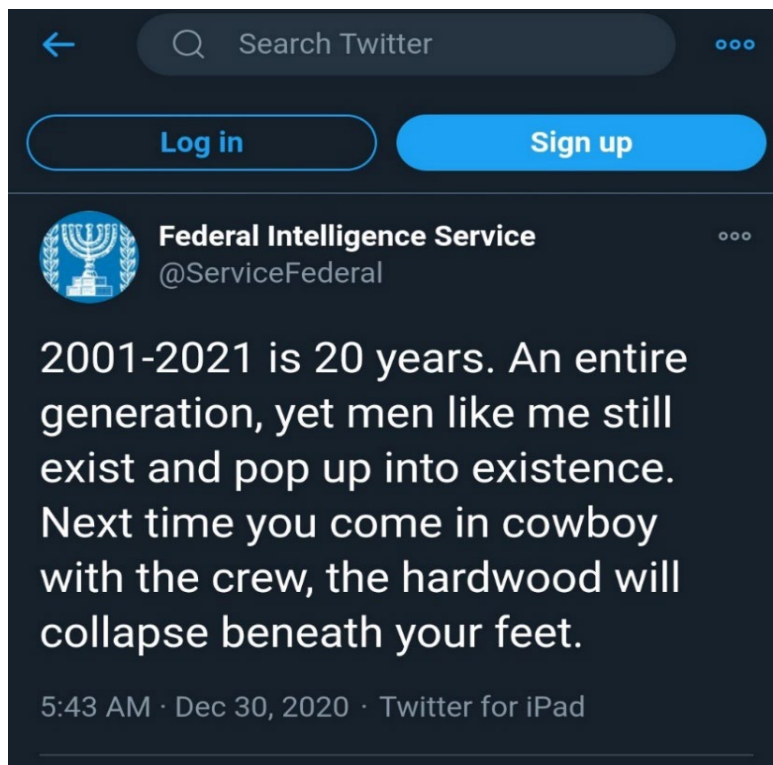 Search Twitter
Log in
Sign up
Federal Intelligence Service
@ServiceFederal
2001-2021 is 20 years. An entire
generation, yet men like me still
exist and pop up into existence.
Next time you come in cowboy
with the crew, the hardwood will
collapse beneath your feet.
5:43 AM · Dec 30, 2020 · Twitter for iPad